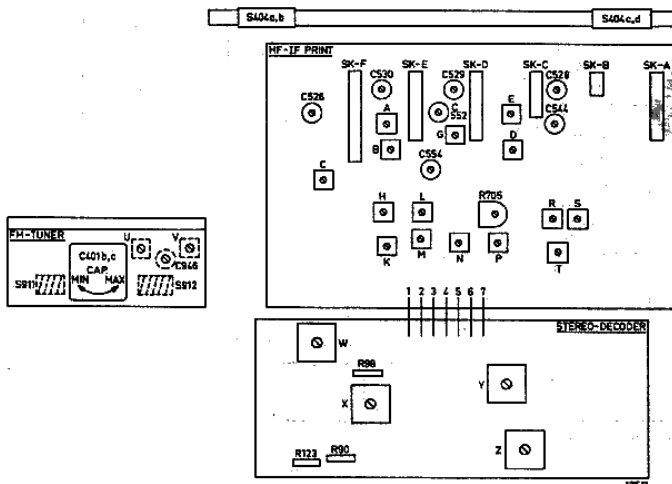 S404a,b S404c,d
HF-IF PRINT
SK-F SK-E SK-D SK-C SK-B SK-A
C530 C529 C528
C526
A C 552 E C544
G
B D
C554
C
H L R705 R S
K M N P T
FM-TUNER
U V
C401b,c
CAP.
C946
MIN MAX
S911 S912
1 2 3 4 5 6 7
STEREO-DECODER
W
R98
X Y
Z
R123 R90